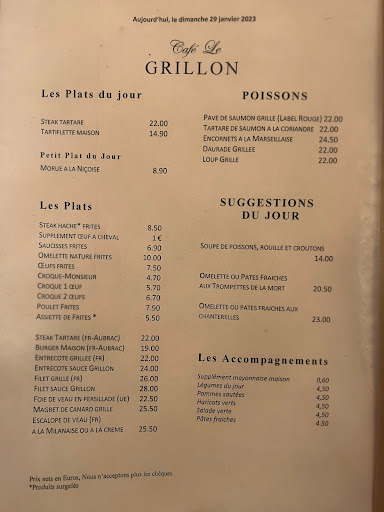 Aujourd'hui, le dimanche 29 janvier 2023
Café Le
GRILLON
Les Plats du jour
STEAK TARTARE 22.00
TARTIFLETTE MAISON 14.90
Petit Plat du Jour
MORUE A LA NIÇOISE 8.90
POISSONS
PAVE DE SAUMON GRILLE (LABEL ROUGE) 22.00
TARTARE DE SAUMON A LA CORIANDRE 22.00
ENCORNETS A LA MARSEILLAISE 24.50
DAURADE GRILLEE 22.00
LOUP GRILLE 22.00
Les Plats
STEAK HACHE* FRITES 8.50
SUPPLEMENT ŒUF A CHEVAL 1 €
SAUCISSES FRITES 6.90
OMELETTE NATURE FRITES 10.00
ŒUFS FRITES 7.50
CROQUE-MONSIEUR 4.70
CROQUE 1 ŒUF 5.70
CROQUE 2 ŒUFS 6.70
POULET FRITES 7.90
ASSIETTE DE FRITES * 5.50
STEAK TARTARE (FR-AUBRAC) 22.00
BURGER MAISON (FR-AUBRAC) 19.00
ENTRECOTE GRILLEE (FR) 22.00
ENTRECOTE SAUCE GRILLON 24.00
FILET GRILLE (FR) 26.00
FILET SAUCE GRILLON 28.00
FOIE DE VEAU EN PERSILLADE (UE) 22.50
MAGRET DE CANARD GRILLE 25.50
ESCALOPE DE VEAU (FR)
A LA MILANAISE OU A LA CREME 25.50
SUGGESTIONS
DU JOUR
SOUPE DE POISSONS, ROUILLE ET CROUTONS
14.00
OMELETTE OU PATES FRAICHES
AUX TROMPETTES DE LA MORT 20.50
OMELETTE OU PATES FRAICHES AUX
CHANTERELLES 23.00
Les Accompagnements
Supplément mayonnaise maison 0,60
Légumes du jour 4,50
Pommes sautées 4,50
Haricots verts 4,50
Salade verte 4,50
Pâtes fraiches 4.50
Prix nets en Euros, Nous n'acceptons plus les chèques
*Produits surgelés